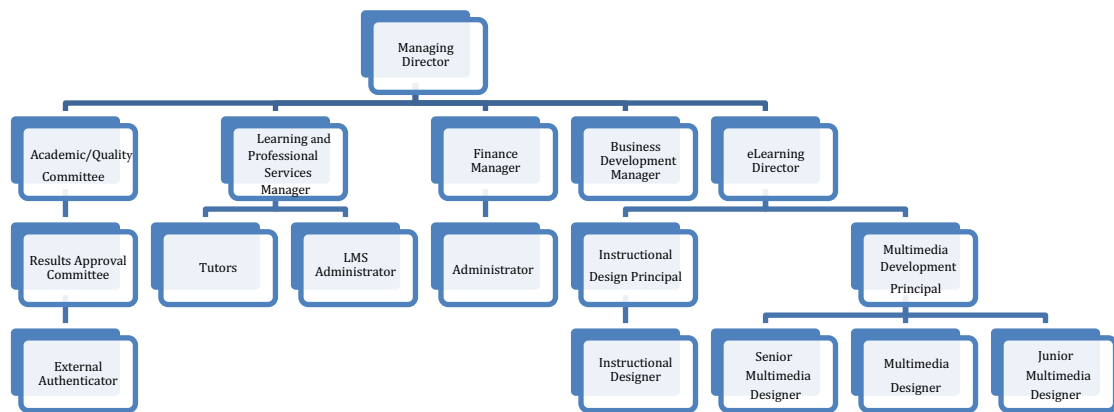 Managing
Director
Academic/Quality
Committee
Learning and
Professional
Services
Manager
Finance
Manager
Business
Development
Manager
eLearning
Director
Results Approval
Committee
Tutors
LMS
Administrator
Administrator
Instructional
Design Principal
Multimedia
Development
Principal
External
Authenticator
Instructional
Designer
Senior
Multimedia
Designer
Multimedia
Designer
Junior
Multimedia
Designer